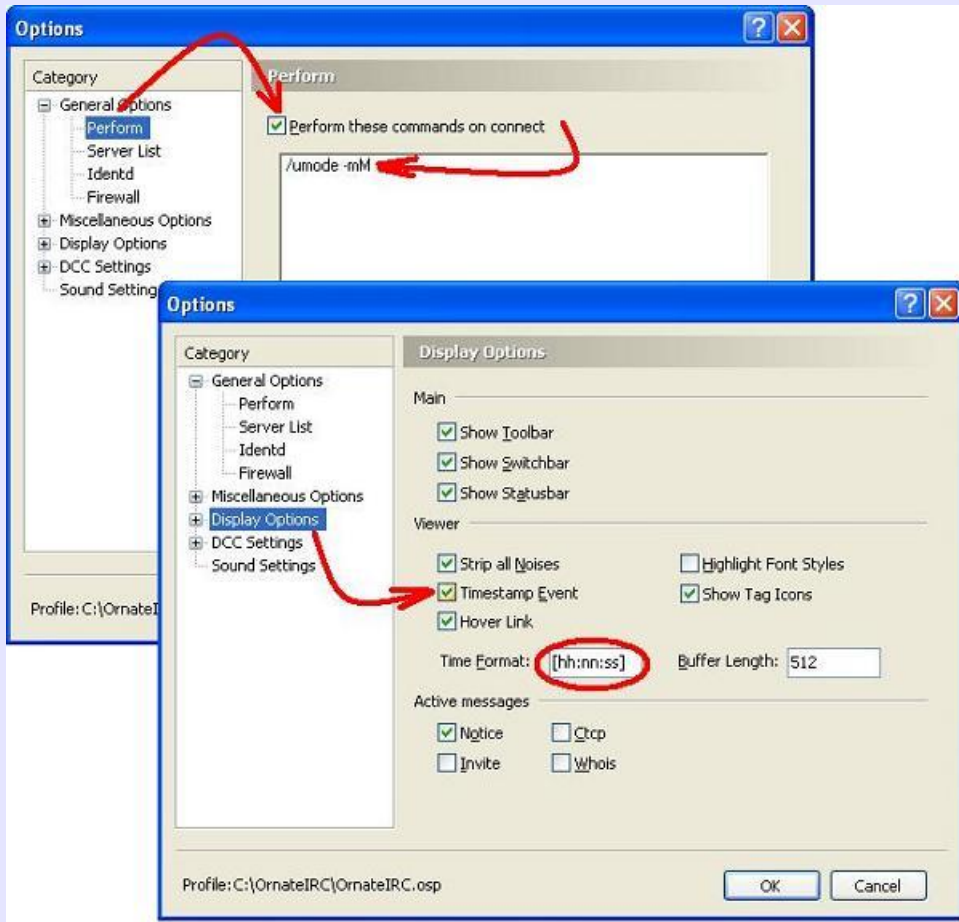 Options
Category
Perform
General Options
Perform
Server List
Identd
Firewall
Miscellaneous Options
Display Options
DCC Settings
Sound Setting
Perform these commands on connect
/umode -mM
Profile: C:\OrnateI
Options
Category
Display Options
General Options
Perform
Server List
Identd
Firewall
Miscellaneous Options
Display Options
DCC Settings
Sound Settings
Main
Show Toolbar
Show Switchbar
Show Statusbar
Viewer
Strip all Noises
Highlight Font Styles
Timestamp Event
Show Tag Icons
Hover Link
Time Format: [hh:nn:ss] Buffer Length: 512
Active messages
Notice
Ctcp
Invite
Whois
Profile: C:\OrnateIRC\OrnateIRC.osp
OK
Cancel